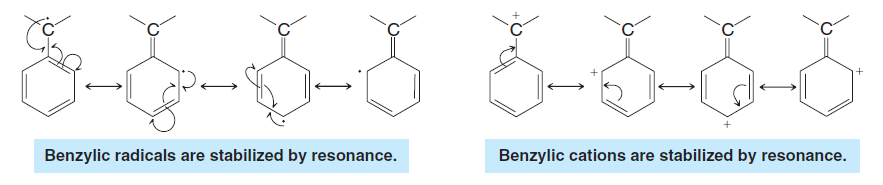 C C C C C C C C
+ + + +
Benzylic radicals are stabilized by resonance. Benzylic cations are stabilized by resonance.